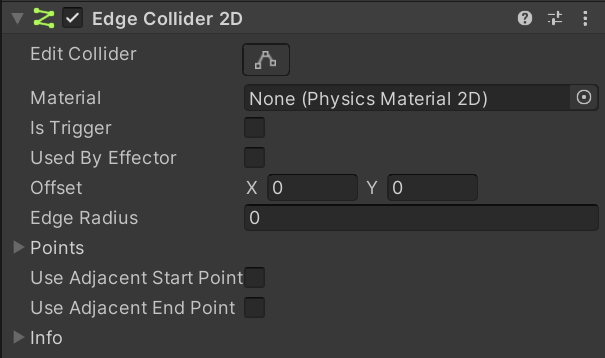 Edge Collider 2D
Edit Collider
Material None (Physics Material 2D)
Is Trigger
Used By Effector
Offset X 0 Y 0
Edge Radius 0
Points
Use Adjacent Start Point
Use Adjacent End Point
Info